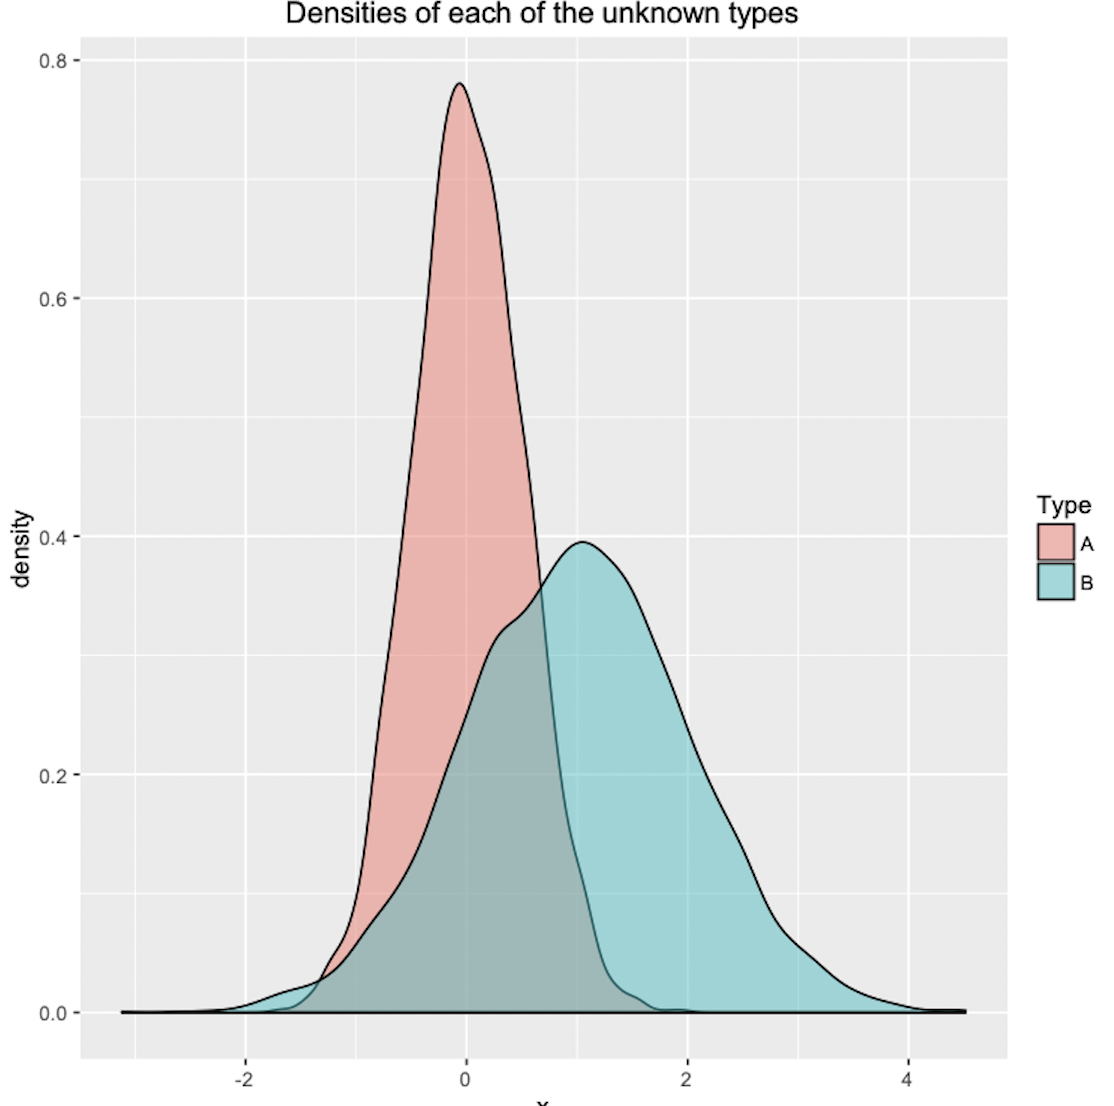 Densities of each of the unknown types
0.8
0.6
0.4
0.2
0.0
density
-2 0 2 4
x
Type
A
B